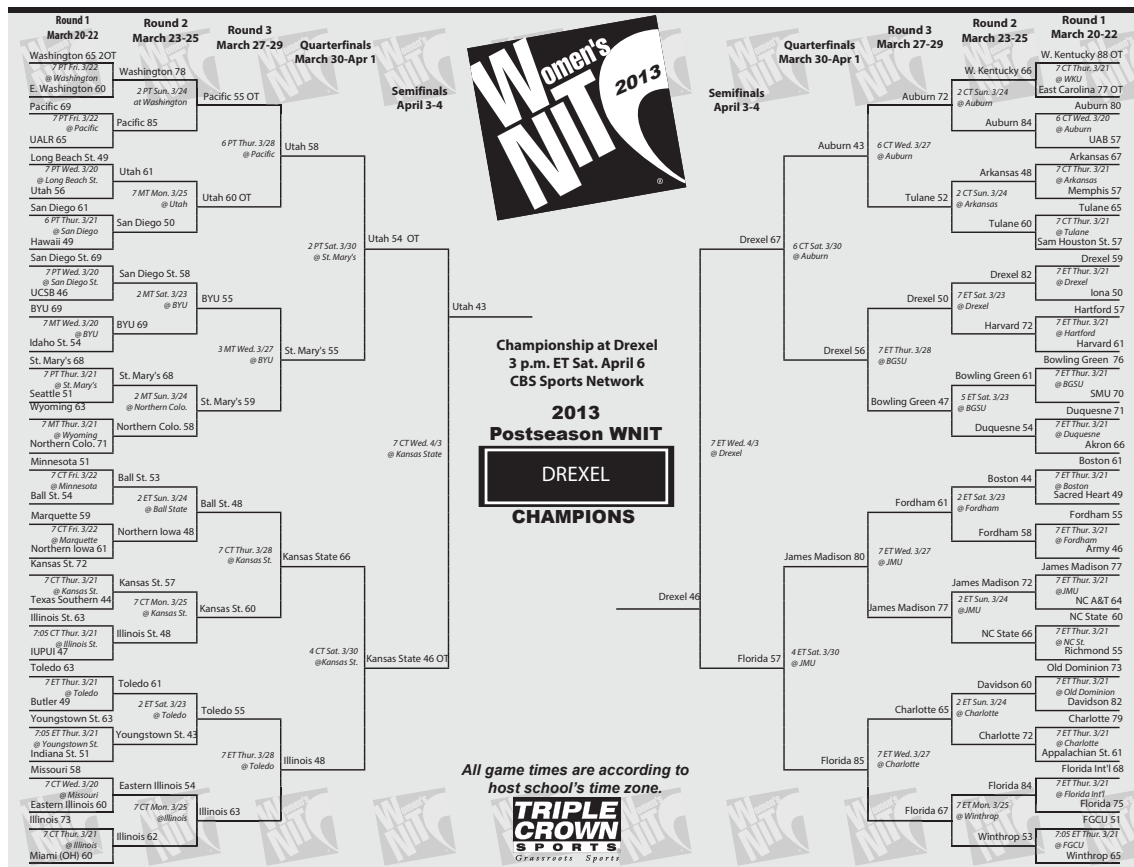 Round 1
March 20-22
Round 2
March 23-25
Round 3
March 27-29
Quarterfinals
March 30-Apr 1
Semifinals
April 3-4
Women's
NIT
2013
®
Semifinals
April 3-4
Quarterfinals
March 30-Apr 1
Round 3
March 27-29
Round 2
March 23-25
Round 1
March 20-22
Washington 65 2OT
7 PT Fri. 3/22
@ Washington
E. Washington 60
Pacific 69
7 PT Fri. 3/22
@ Pacific
UALR 65
Long Beach St. 49
7 PT Wed. 3/20
@ Long Beach St.
Utah 56
San Diego 61
6 PT Thur. 3/21
@ San Diego
Hawaii 49
San Diego St. 69
7 PT Wed. 3/20
@ San Diego St.
UCSB 46
BYU 69
7 MT Wed. 3/20
@ BYU
Idaho St. 54
St. Mary's 68
7 PT Thur. 3/21
@ St. Mary's
Seattle 51
Wyoming 63
7 MT Thur. 3/21
@ Wyoming
Northern Colo. 71
Minnesota 51
7 CT Fri. 3/22
@ Minnesota
Ball St. 54
Marquette 59
7 CT Fri. 3/22
@ Marquette
Northern Iowa 61
Kansas St. 72
7 CT Thur. 3/21
@ Kansas St.
Texas Southern 44
Illinois St. 63
7:05 CT Thur. 3/21
@ Illinois St.
IUPUI 47
Toledo 63
7 ET Thur. 3/21
@ Toledo
Butler 49
Youngstown St. 63
7:05 ET Thur. 3/21
@ Youngstown St.
Indiana St. 51
Missouri 58
7 CT Wed. 3/20
@ Missouri
Eastern Illinois 60
Illinois 73
7 CT Thur. 3/21
@ Illinois
Miami (OH) 60
Washington 78
2 PT Sun. 3/24
at Washington
Pacific 85
Utah 61
7 MT Mon. 3/25
@ Utah
San Diego 50
San Diego St. 58
2 MT Sat. 3/23
@ BYU
BYU 69
St. Mary's 68
2 MT Sun. 3/24
@ Northern Colo.
Northern Colo. 58
Ball St. 53
2 ET Sun. 3/24
@ Ball State
Northern Iowa 48
Kansas St. 57
7 CT Mon. 3/25
@ Kansas St.
Illinois St. 48
Toledo 61
2 ET Sat. 3/23
@ Toledo
Youngstown St. 43
Eastern Illinois 54
7 CT Mon. 3/25
@Illinois
Illinois 62
Pacific 55 OT
6 PT Thur. 3/28
@ Pacific
Utah 60 OT
BYU 55
3 MT Wed. 3/27
@ BYU
St. Mary's 59
Ball St. 48
7 CT Thur. 3/28
@ Kansas St.
Kansas St. 60
Toledo 55
7 ET Thur. 3/28
@ Toledo
Illinois 63
Utah 58
2 PT Sat. 3/30
@ St. Mary's
St. Mary's 55
Kansas State 66
4 CT Sat. 3/30
@Kansas St.
Illinois 48
Utah 54 OT
7 CT Wed. 4/3
@ Kansas State
Kansas State 46 OT
Utah 43
Championship at Drexel
3 p.m. ET Sat. April 6
CBS Sports Network
2013
Postseason WNIT
DREXEL
CHAMPIONS
All game times are according to
host school's time zone.
TRIPLE
CROWN
SPORTS
Grassroots Sports
Drexel 46
Drexel 67
7 ET Wed. 4/3
@ Drexel
Florida 57
Auburn 43
6 CT Sat. 3/30
@ Auburn
Drexel 56
James Madison 80
4 ET Sat. 3/30
@ JMU
Florida 85
Auburn 72
6 CT Wed. 3/27
@ Auburn
Tulane 52
Drexel 50
7 ET Thur. 3/28
@ BGSU
Bowling Green 47
Fordham 61
7 ET Wed. 3/27
@ JMU
James Madison 77
Charlotte 65
7 ET Wed. 3/27
@ Charlotte
Florida 67
W. Kentucky 66
2 CT Sun. 3/24
@ Auburn
Auburn 84
Arkansas 48
2 CT Sun. 3/24
@ Arkansas
Tulane 60
Drexel 82
7 ET Sat. 3/23
@ Drexel
Harvard 72
Bowling Green 61
5 ET Sat. 3/23
@ BGSU
Duquesne 54
Boston 44
2 ET Sat. 3/23
@ Fordham
Fordham 58
James Madison 72
2 ET Sun. 3/24
@JMU
NC State 66
Davidson 60
2 ET Sun. 3/24
@ Charlotte
Charlotte 72
Florida 84
7 ET Mon. 3/25
@ Winthrop
Winthrop 53
W. Kentucky 88 OT
7 CT Thur. 3/21
@ WKU
East Carolina 77 OT
Auburn 80
6 CT Wed. 3/20
@ Auburn
UAB 57
Arkansas 67
7 CT Thur. 3/21
@ Arkansas
Memphis 57
Tulane 65
7 CT Thur. 3/21
@ Tulane
Sam Houston St. 57
Drexel 59
7 ET Thur. 3/21
@ Drexel
Iona 50
Hartford 57
7 ET Thur. 3/21
@ Hartford
Harvard 61
Bowling Green 76
7 ET Thur. 3/21
@ BGSU
SMU 70
Duquesne 71
7 ET Thur. 3/21
@ Duquesne
Akron 66
Boston 61
7 ET Thur. 3/21
@ Boston
Sacred Heart 49
Fordham 55
7 ET Thur. 3/21
@ Fordham
Army 46
James Madison 77
7 ET Thur. 3/21
@JMU
NC A&T 64
NC State 60
7 ET Thur. 3/21
@ NC St.
Richmond 55
Old Dominion 73
7 ET Thur. 3/21
@ Old Dominion
Davidson 82
Charlotte 79
7 ET Thur. 3/21
@ Charlotte
Appalachian St. 61
Florida Int'l 68
7 ET Thur. 3/21
@ Florida Int'l
Florida 75
FGCU 51
7:05 ET Thur. 3/21
@ FGCU
Winthrop 65